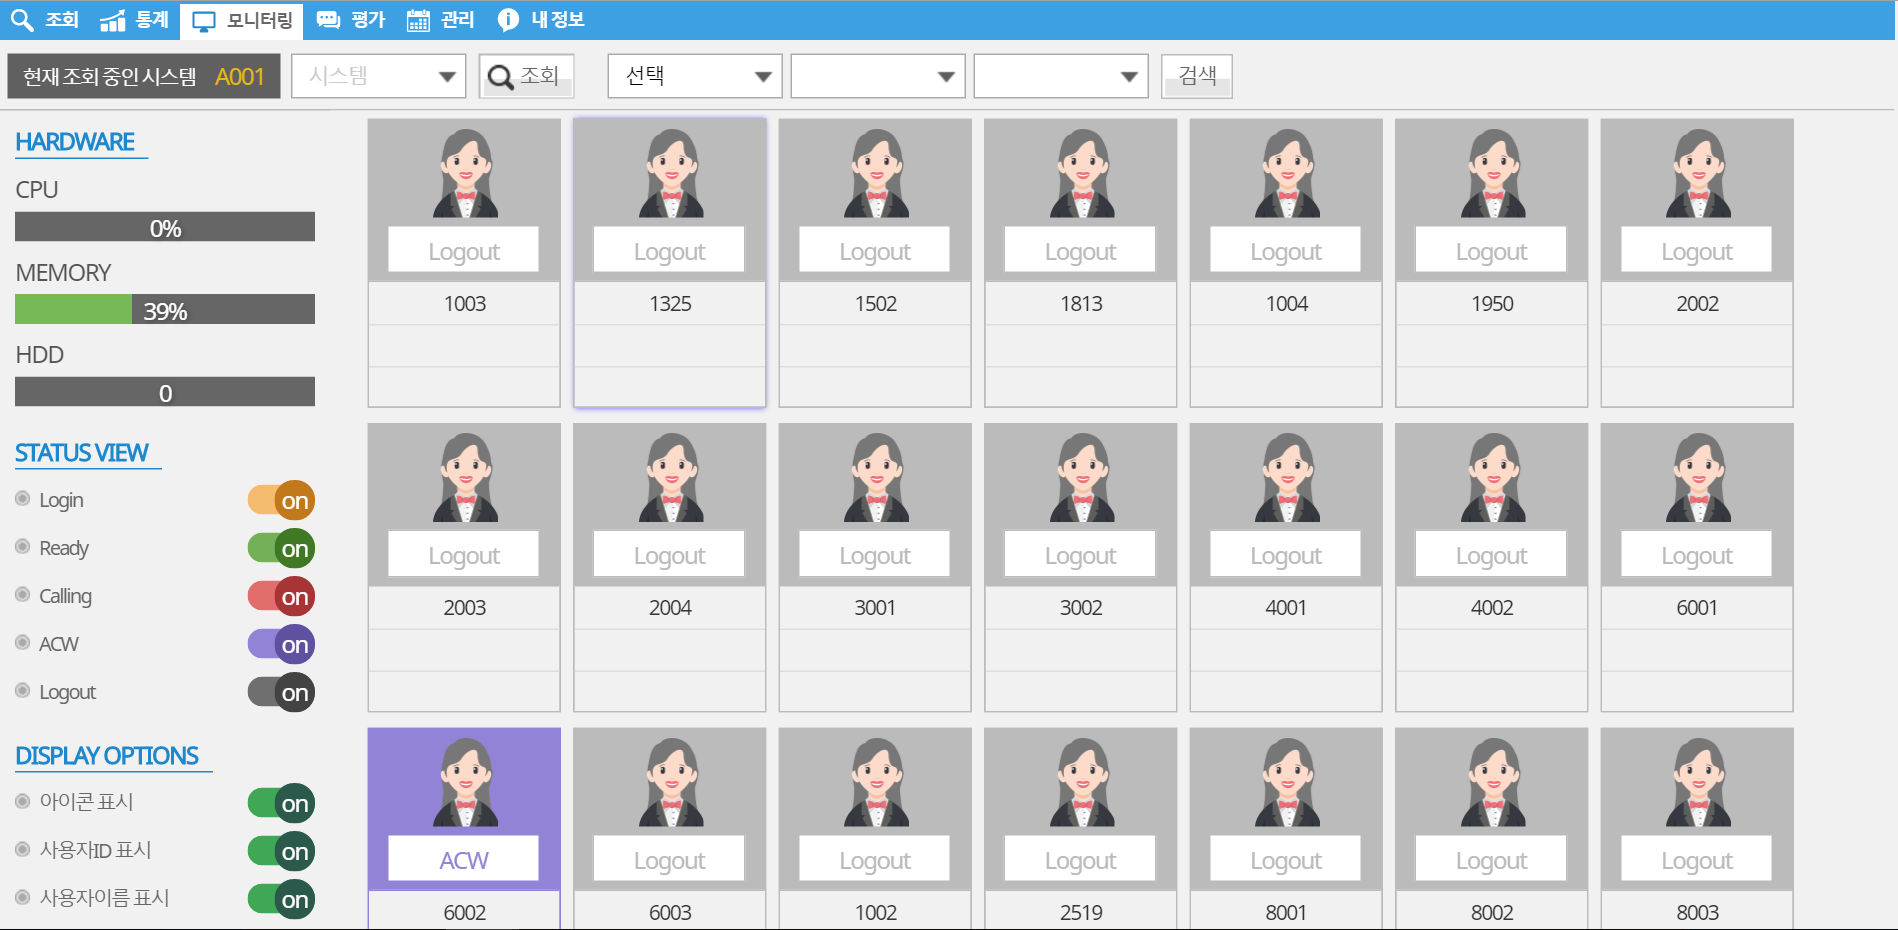 조회 통계 모니터링 평가 관리 내 정보
현재 조회 중인 시스템 A001 시스템 조회 선택 검색
HARDWARE
CPU
0%
MEMORY
39%
HDD
0
STATUS VIEW
Login on
Ready on
Calling on
ACW on
Logout on
DISPLAY OPTIONS
아이콘 표시 on
사용자ID 표시 on
사용자이름 표시 on
Logout Logout Logout Logout Logout Logout Logout
1003 1325 1502 1813 1004 1950 2002
Logout Logout Logout Logout Logout Logout Logout
2003 2004 3001 3002 4001 4002 6001
ACW Logout Logout Logout Logout Logout Logout
6002 6003 1002 2519 8001 8002 8003